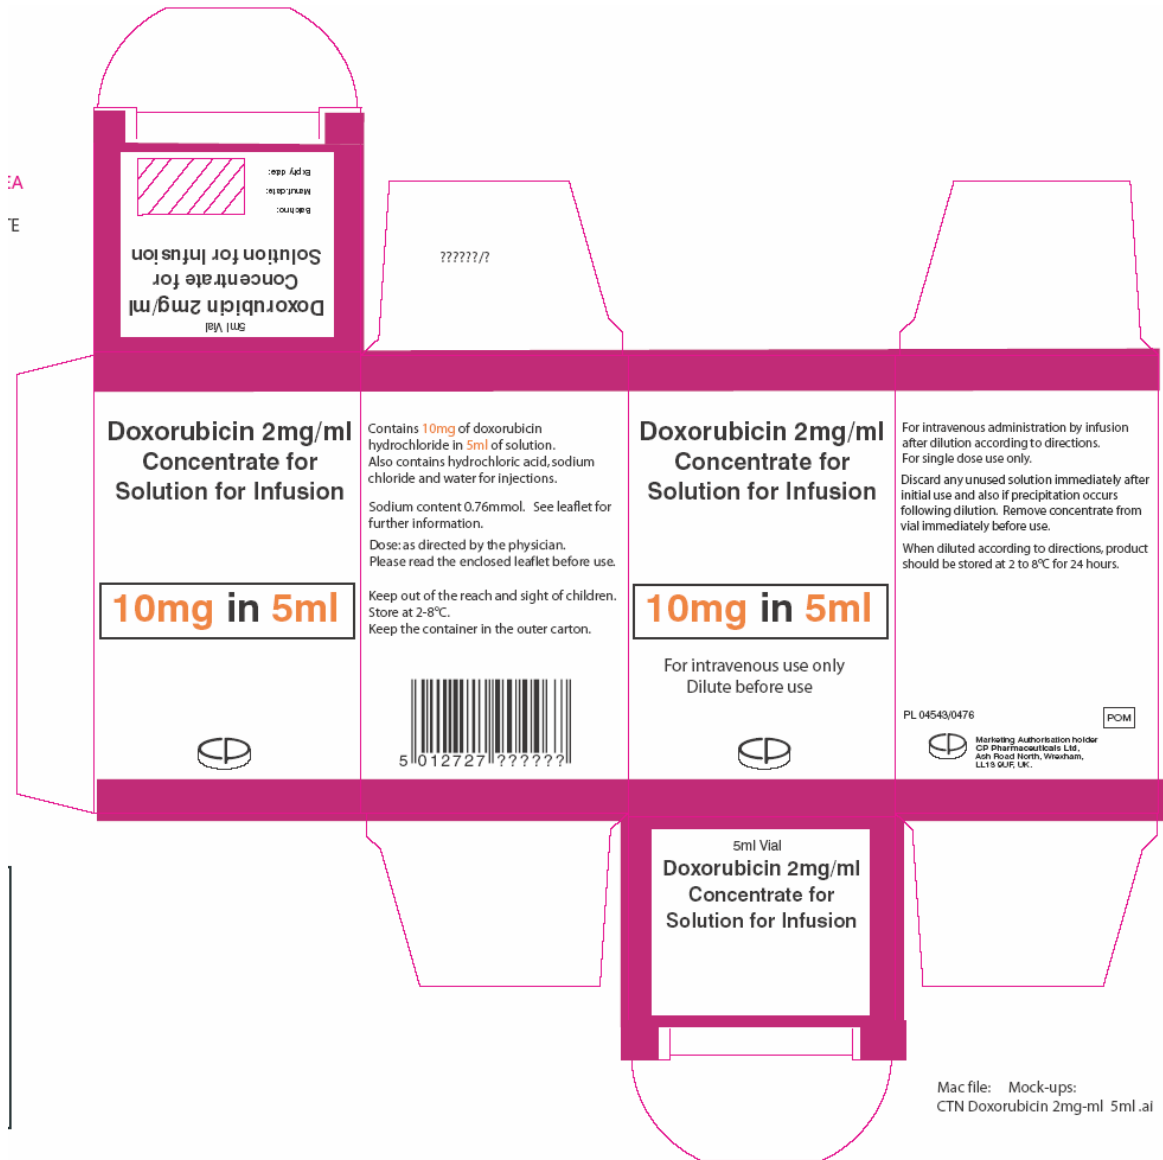 EA
TE
Expiry date:
Manuf.date:
Batch no:
5ml Vial
Doxorubicin 2mg/ml
Concentrate for
Solution for Infusion
??????/?
Doxorubicin 2mg/ml
Concentrate for
Solution for Infusion
10mg in 5ml
CP
Contains 10mg of doxorubicin
hydrochloride in 5ml of solution.
Also contains hydrochloric acid, sodium
chloride and water for injections.
Sodium content 0.76mmol. See leaflet for
further information.
Dose: as directed by the physician.
Please read the enclosed leaflet before use.
Keep out of the reach and sight of children.
Store at 2-8ºC.
Keep the container in the outer carton.
5 012727 ??????
Doxorubicin 2mg/ml
Concentrate for
Solution for Infusion
10mg in 5ml
For intravenous use only
Dilute before use
CP
For intravenous administration by infusion
after dilution according to directions.
For single dose use only.
Discard any unused solution immediately after
initial use and also if precipitation occurs
following dilution. Remove concentrate from
vial immediately before use.
When diluted according to directions, product
should be stored at 2 to 8ºC for 24 hours.
PL 04543/0476
POM
CP
Marketing Authorisation holder
CP Pharmaceuticals Ltd,
Ash Road North, Wrexham,
LL13 9UF, UK.
5ml Vial
Doxorubicin 2mg/ml
Concentrate for
Solution for Infusion
Mac file: Mock-ups:
CTN Doxorubicin 2mg-ml 5ml .ai